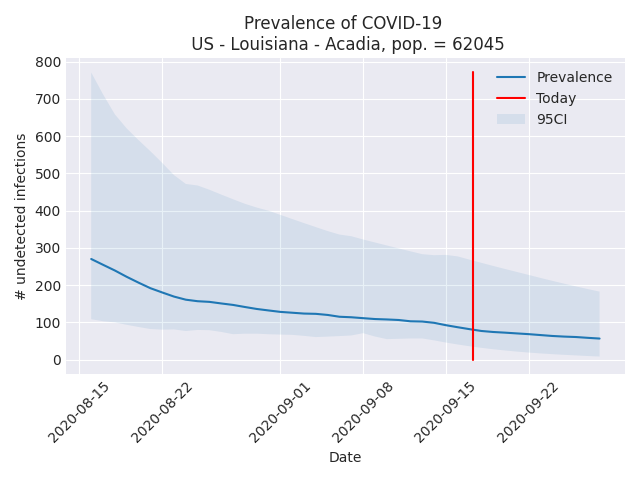 Prevalence of COVID-19
US - Louisiana - Acadia, pop. = 62045
800
700
600
500
400
300
200
100
0
# undetected infections
Prevalence
Today
95CI
2020-08-15
2020-08-22
2020-09-01
2020-09-08
2020-09-15
2020-09-22
Date